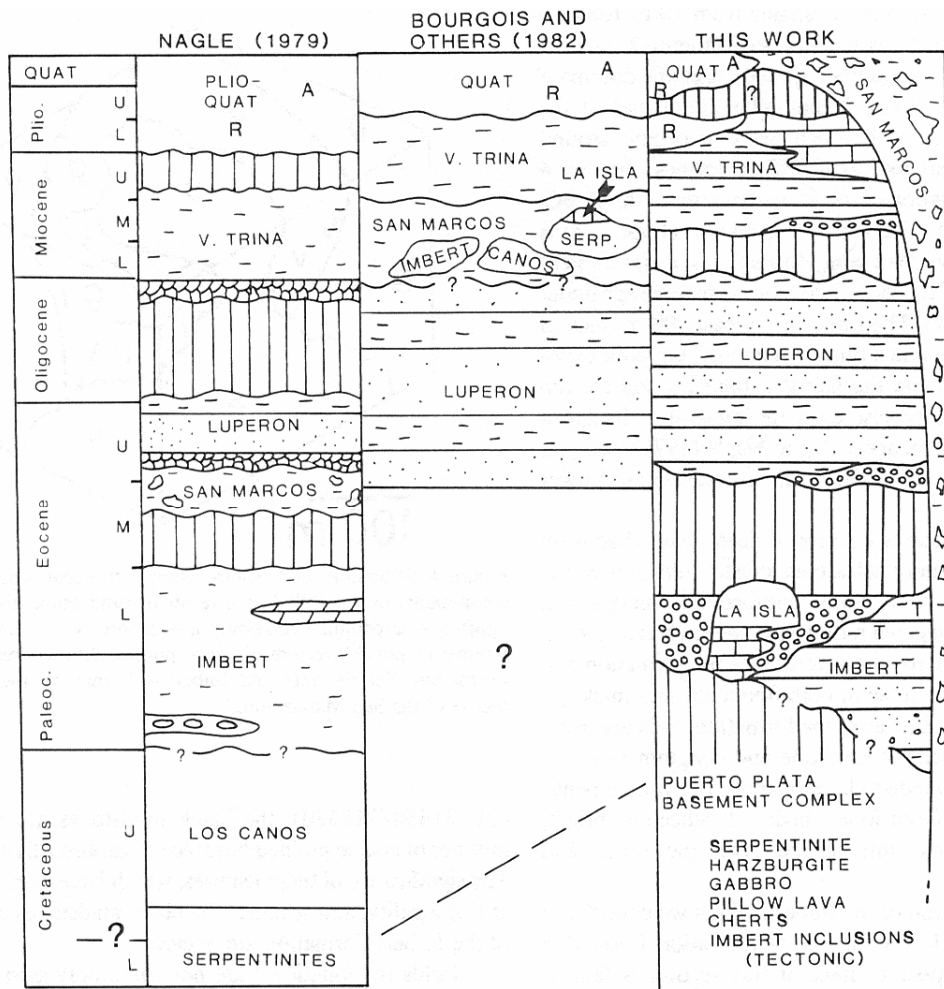 NAGLE (1979)
BOURGOIS AND
OTHERS (1982)
THIS WORK
QUAT
Plio.
U
L
Miocene
U
M
L
Oligocene
Eocene
U
M
L
Paleoc.
Cretaceous
U
—?—
L
PLIO-
QUAT
A
R
V. TRINA
LUPERON
SAN MARCOS
IMBERT
? ?
LOS CANOS
SERPENTINITES
QUAT
A
R
V. TRINA
LA ISLA
SAN MARCOS
SERP.
IMBERT
CANOS
? ?
LUPERON
?
QUAT
A
R
?
R
V. TRINA
SAN MARCOS
LUPERON
LA ISLA
T
T
IMBERT
?
?
PUERTO PLATA
BASEMENT COMPLEX
SERPENTINITE
HARZBURGITE
GABBRO
PILLOW LAVA
CHERTS
IMBERT INCLUSIONS
(TECTONIC)